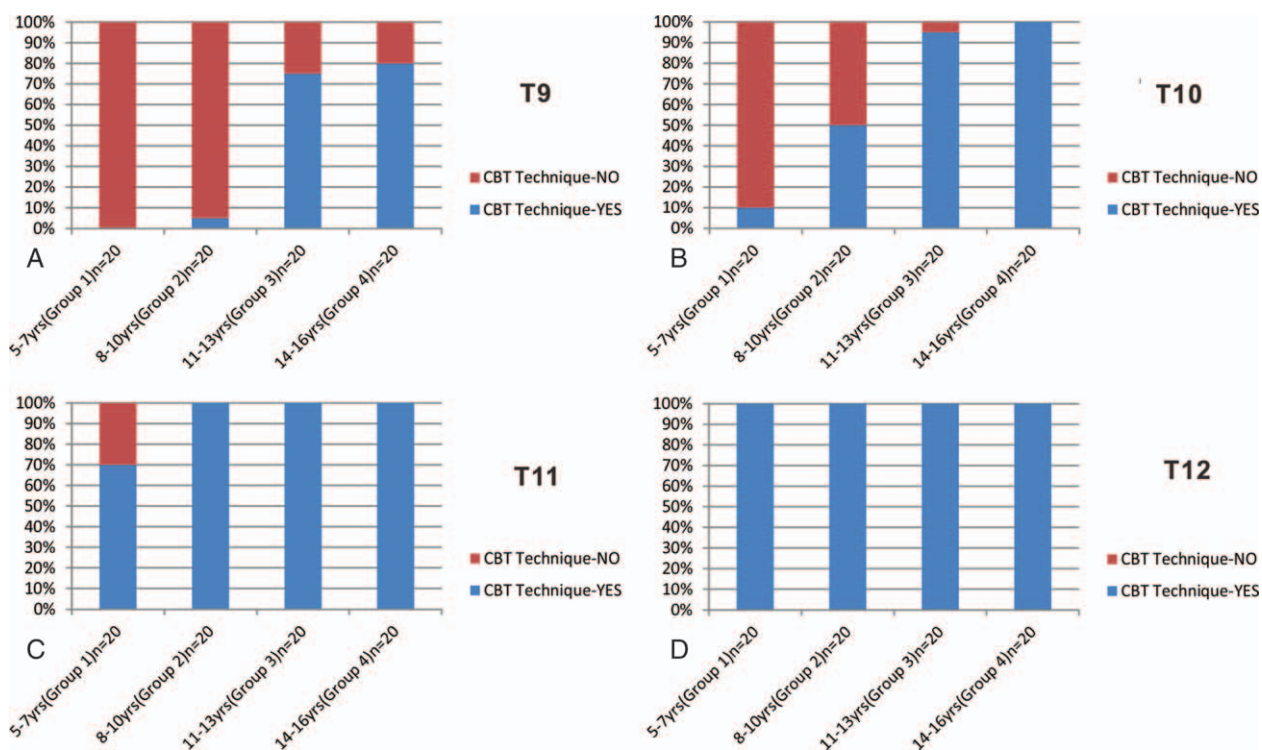 100%
90%
80%
70%
60%
50%
40%
30%
20%
10%
0%
T9
CBT Technique-NO
CBT Technique-YES
A
5-7yrs(Group 1)n=20
8-10yrs(Group 2)n=20
11-13yrs(Group 3)n=20
14-16yrs(Group 4)n=20
100%
90%
80%
70%
60%
50%
40%
30%
20%
10%
0%
T10
CBT Technique-NO
CBT Technique-YES
B
5-7yrs(Group 1)n=20
8-10yrs(Group 2)n=20
11-13yrs(Group 3)n=20
14-16yrs(Group 4)n=20
100%
90%
80%
70%
60%
50%
40%
30%
20%
10%
0%
T11
CBT Technique-NO
CBT Technique-YES
C
5-7yrs(Group 1)n=20
8-10yrs(Group 2)n=20
11-13yrs(Group 3)n=20
14-16yrs(Group 4)n=20
100%
90%
80%
70%
60%
50%
40%
30%
20%
10%
0%
T12
CBT Technique-NO
CBT Technique-YES
D
5-7yrs(Group 1)n=20
8-10yrs(Group 2)n=20
11-13yrs(Group 3)n=20
14-16yrs(Group 4)n=20